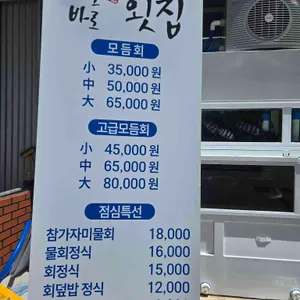 바로 횟집
모듬회
小 35,000원
中 50,000원
大 65,000원
고급모듬회
小 45,000원
中 65,000원
大 80,000원
점심특선
참가자미물회 18,000
물회정식 16,000
회정식 15,000
회덮밥 정식 12,000